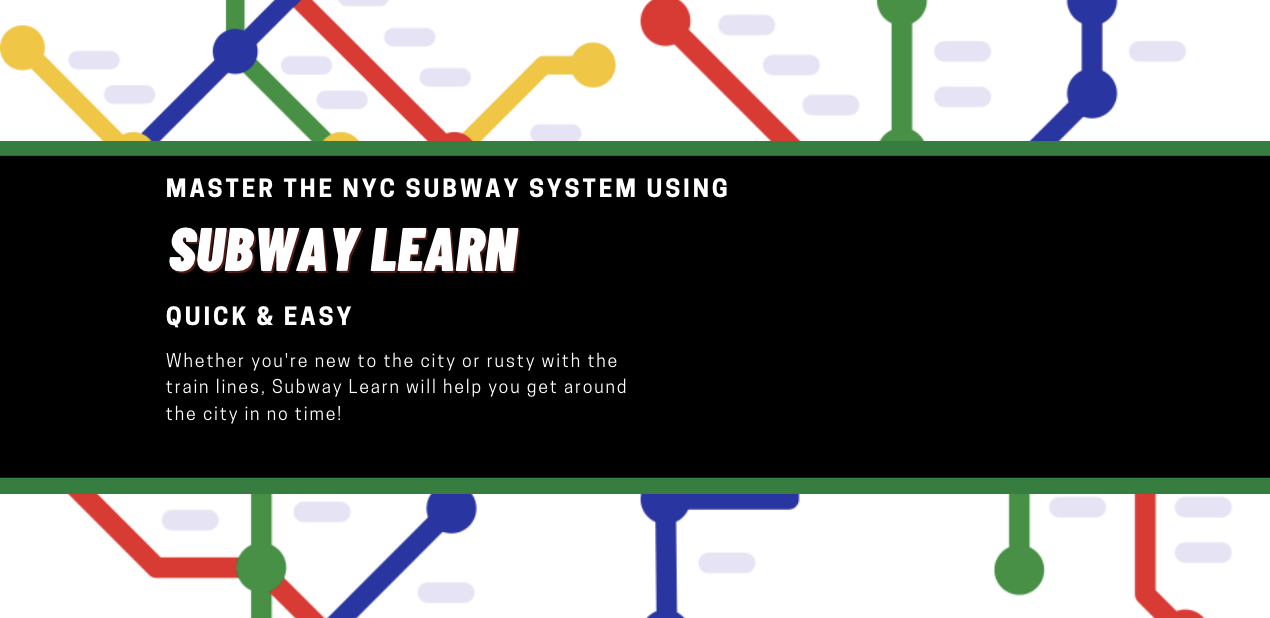 MASTER THE NYC SUBWAY SYSTEM USING
SUBWAY LEARN
QUICK & EASY
Whether you're new to the city or rusty with the
train lines, Subway Learn will help you get around
the city in no time!